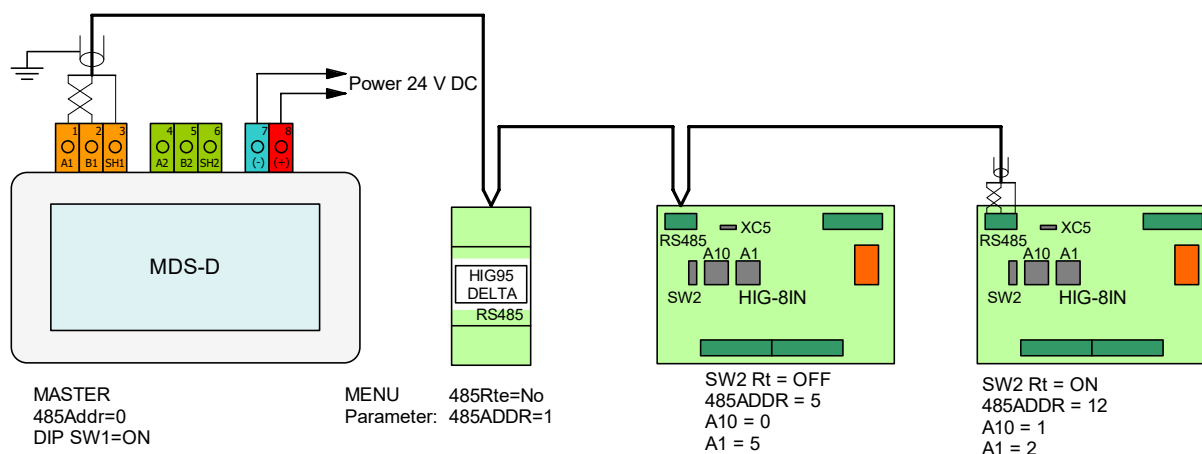 Power 24 V DC
1 2 3 4 5 6 7 8
A1 B1 SH1 A2 B2 SH2 (-) (+)
MDS-D
HIG95
DELTA
RS485
RS485
XC5
A10 A1
SW2
HIG-8IN
RS485
XC5
A10 A1
SW2
HIG-8IN
MASTER
485Addr=0
DIP SW1=ON
MENU 485Rte=No
Parameter: 485ADDR=1
SW2 Rt = OFF
485ADDR = 5
A10 = 0
A1 = 5
SW2 Rt = ON
485ADDR = 12
A10 = 1
A1 = 2